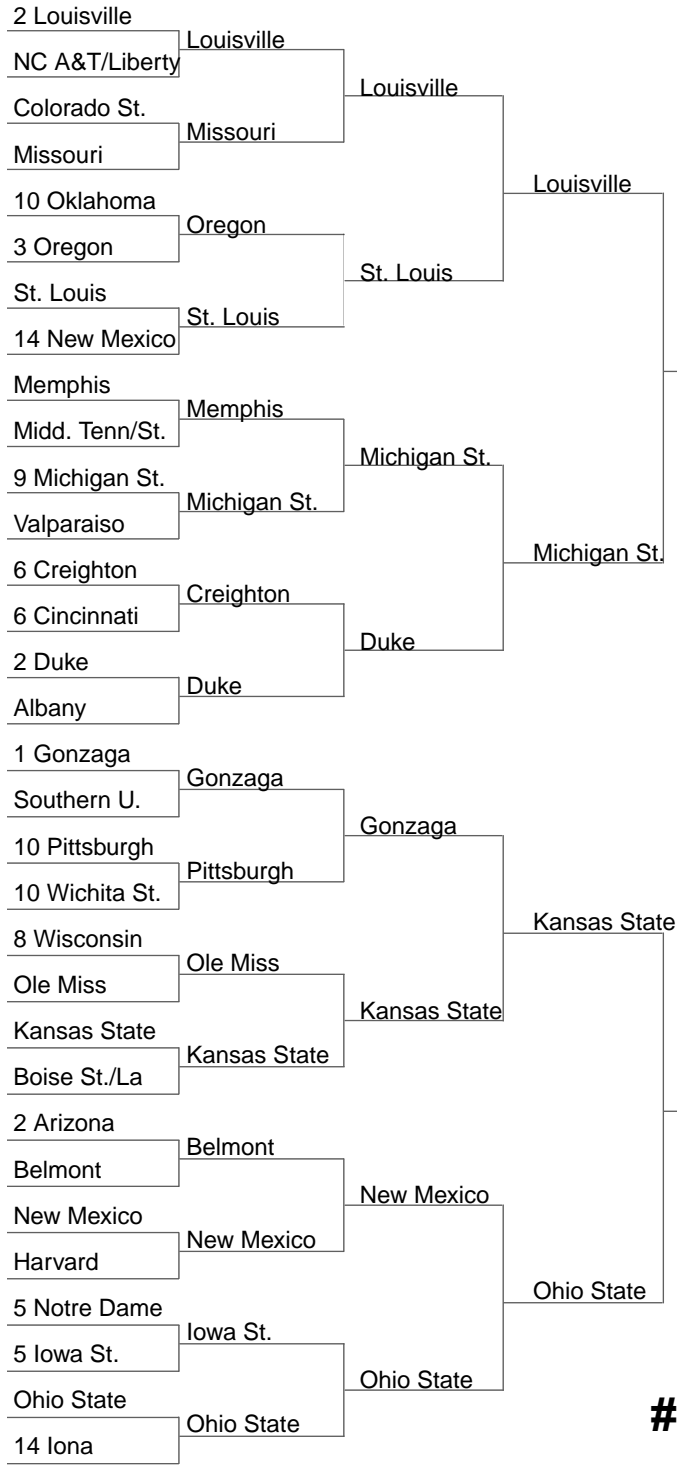 2 Louisville
NC A&T/Liberty
Colorado St.
Missouri
10 Oklahoma
3 Oregon
St. Louis
14 New Mexico
Memphis
Midd. Tenn/St.
9 Michigan St.
Valparaiso
6 Creighton
6 Cincinnati
2 Duke
Albany
1 Gonzaga
Southern U.
10 Pittsburgh
10 Wichita St.
8 Wisconsin
Ole Miss
Kansas State
Boise St./La
2 Arizona
Belmont
New Mexico
Harvard
5 Notre Dame
5 Iowa St.
Ohio State
14 Iona
Louisville
Missouri
Oregon
St. Louis
Memphis
Michigan St.
Creighton
Duke
Gonzaga
Pittsburgh
Ole Miss
Kansas State
Belmont
New Mexico
Iowa St.
Ohio State
Louisville
St. Louis
Michigan St.
Duke
Gonzaga
Kansas State
New Mexico
Ohio State
Louisville
Michigan St.
Kansas State
Ohio State
#